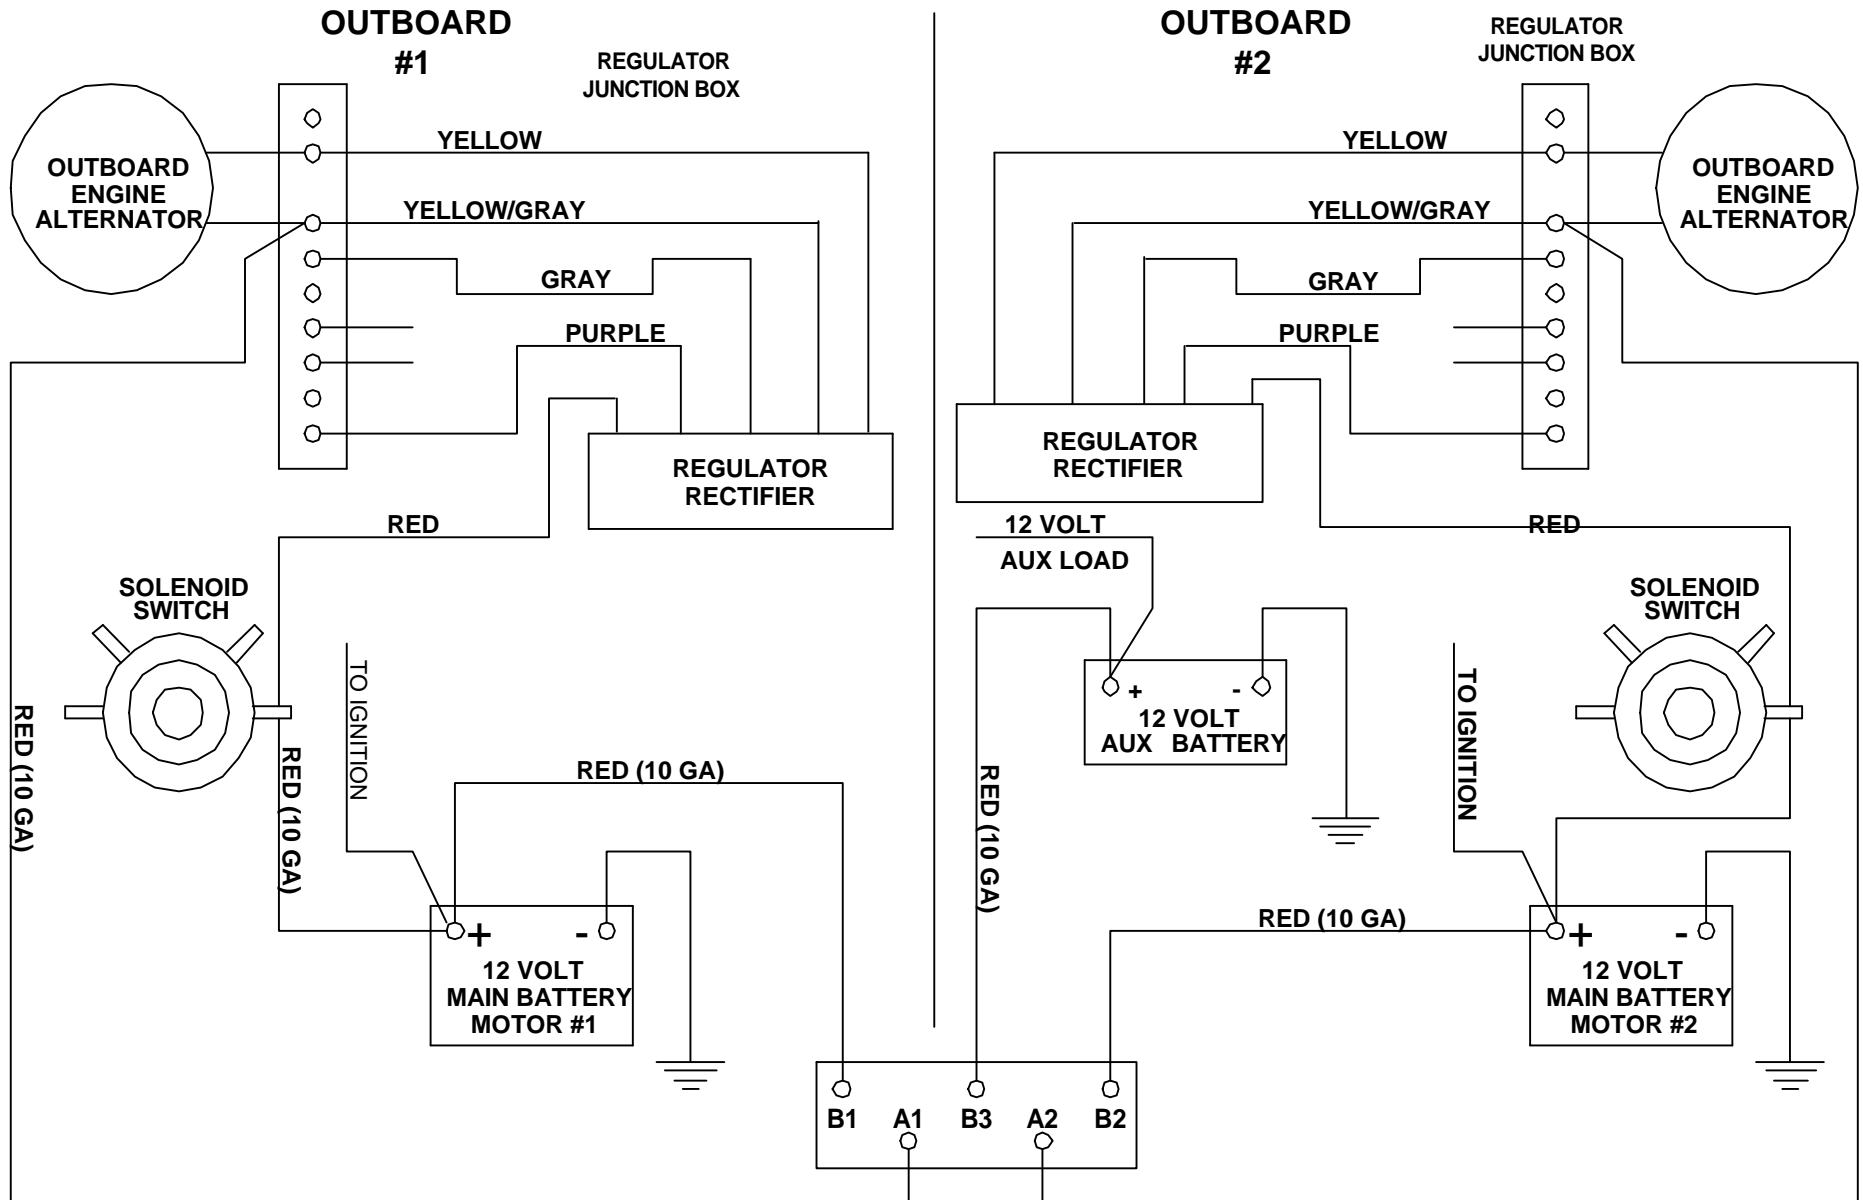 OUTBOARD
#1
REGULATOR
JUNCTION BOX
OUTBOARD
ENGINE
ALTERNATOR
YELLOW
YELLOW/GRAY
GRAY
PURPLE
REGULATOR
RECTIFIER
RED
SOLENOID
SWITCH
RED (10 GA)
RED (10 GA)
TO IGNITION
RED (10 GA)
+ -
12 VOLT
MAIN BATTERY
MOTOR #1
OUTBOARD
#2
REGULATOR
JUNCTION BOX
OUTBOARD
ENGINE
ALTERNATOR
YELLOW
YELLOW/GRAY
GRAY
PURPLE
REGULATOR
RECTIFIER
12 VOLT
AUX LOAD
RED
SOLENOID
SWITCH
+ -
12 VOLT
AUX BATTERY
RED (10 GA)
TO IGNITION
RED (10 GA)
+ -
12 VOLT
MAIN BATTERY
MOTOR #2
B1 A1 B3 A2 B2